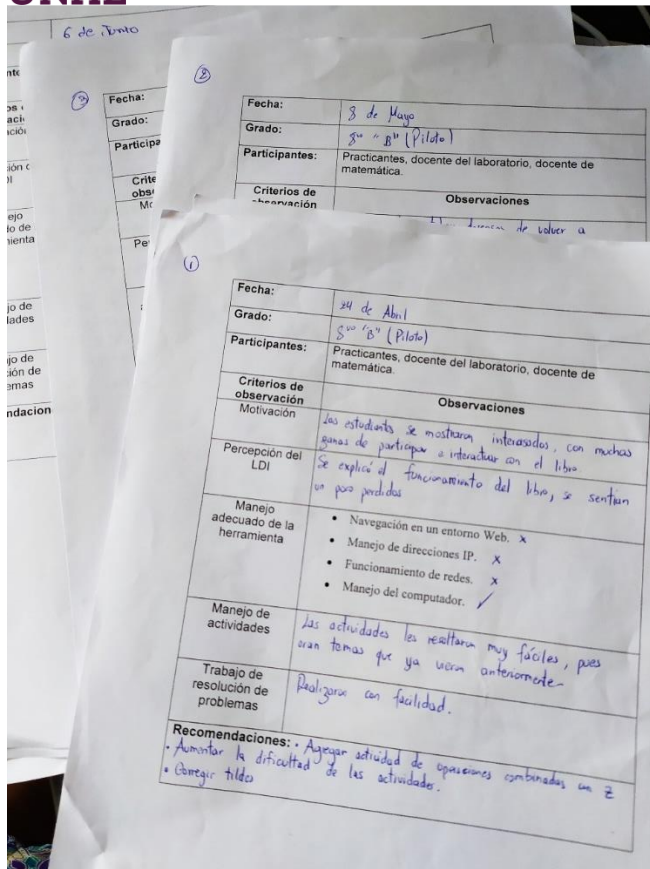 6 de Junio
②
Fecha: 8 de Mayo
Grado: 8vo "B" (Piloto)
Participantes: Practicantes, docente del laboratorio, docente de
matemática.
Criterios de
observación
Observaciones
de volver a
③
Fecha:
Grado:
①
Fecha: 24 de Abril
Grado: 8vo "B" (Piloto)
Participantes: Practicantes, docente del laboratorio, docente de
matemática.
Criterios de
observación
Observaciones
Motivación
Los estudiantes se mostraron interesados, con muchas
ganas de participar e interactuar con el libro
Percepción del
LDI
Se explicó el funcionamiento del libro, se sentian
un poco perdidos
Manejo
adecuado de la
herramienta
• Navegación en un entorno Web. x
• Manejo de direcciones IP. x
• Funcionamiento de redes. x
• Manejo del computador. ✓
Manejo de
actividades
Las actividades les resultaron muy fáciles, pues
eran temas que ya vieron anteriormente
Trabajo de
resolución de
problemas
Realizaron con facilidad.
Recomendaciones: • Agregar actividad de operaciones combinadas con Z
• Aumentar la dificultad de las actividades.
• Corregir tildes